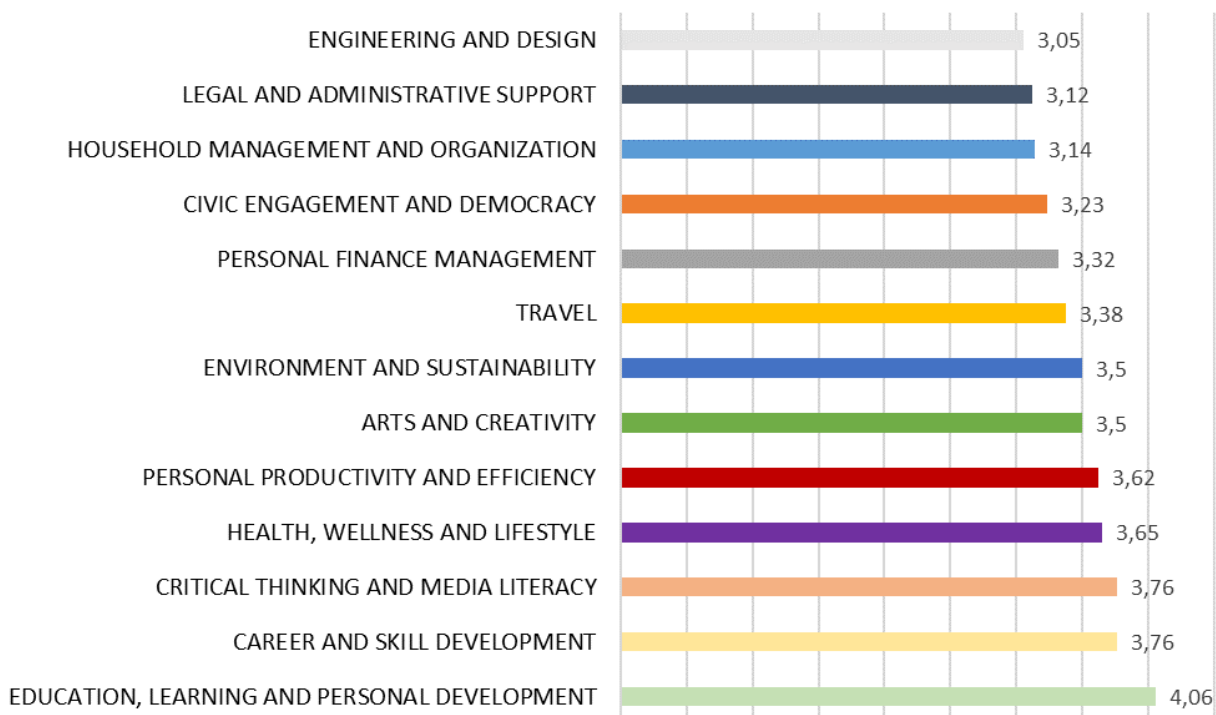 ENGINEERING AND DESIGN 3,05
LEGAL AND ADMINISTRATIVE SUPPORT 3,12
HOUSEHOLD MANAGEMENT AND ORGANIZATION 3,14
CIVIC ENGAGEMENT AND DEMOCRACY 3,23
PERSONAL FINANCE MANAGEMENT 3,32
TRAVEL 3,38
ENVIRONMENT AND SUSTAINABILITY 3,5
ARTS AND CREATIVITY 3,5
PERSONAL PRODUCTIVITY AND EFFICIENCY 3,62
HEALTH, WELLNESS AND LIFESTYLE 3,65
CRITICAL THINKING AND MEDIA LITERACY 3,76
CAREER AND SKILL DEVELOPMENT 3,76
EDUCATION, LEARNING AND PERSONAL DEVELOPMENT 4,06